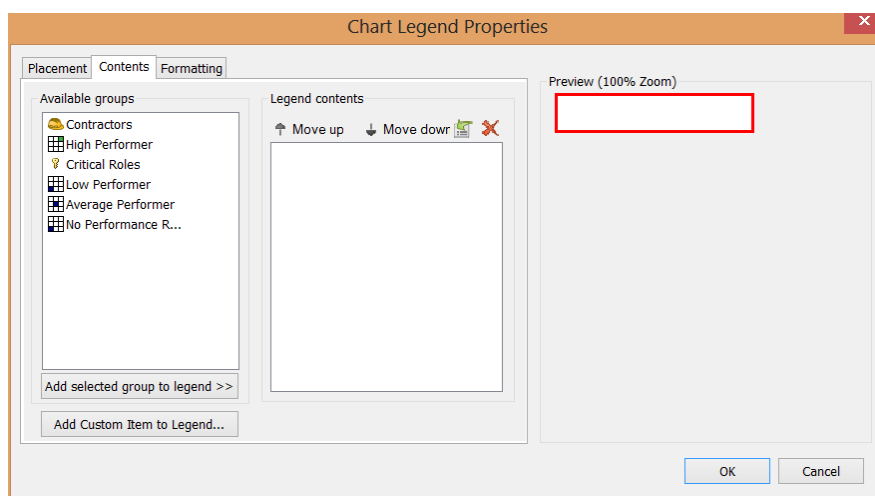 Chart Legend Properties
Placement Contents Formatting
Available groups
Contractors
High Performer
Critical Roles
Low Performer
Average Performer
No Performance R...
Add selected group to legend >>
Add Custom Item to Legend...
Legend contents
Move up Move dowr
Preview (100% Zoom)
OK Cancel